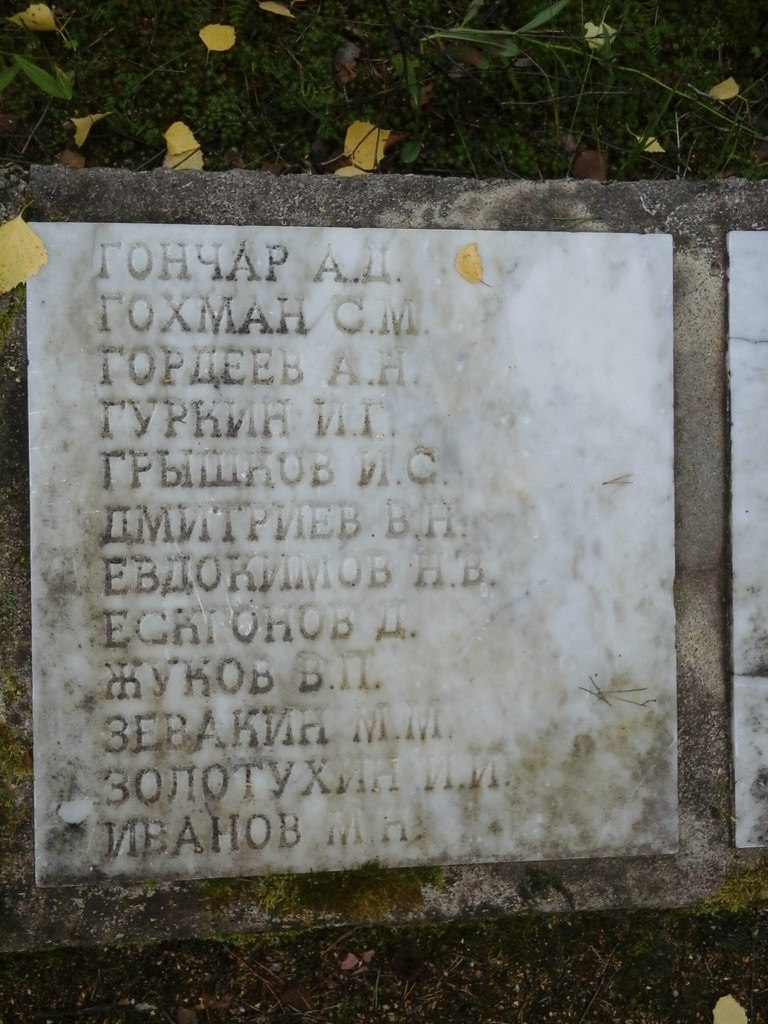 ГОНЧАР А.Д.
ГОХМАН С.М.
ГОРДЕЕВ А.Н.
ГУРКИН И.Г.
ГРЫШКОВ И.С.
ДМИТРИЕВ В.Н.
ЕВДОКИМОВ Н.В.
ЕСКГОНОВ Д.
ЖУКОВ В.П.
ЗЕВАКИН М.М.
ЗОЛОТУХИН И.И.
ИВАНОВ М.Н.